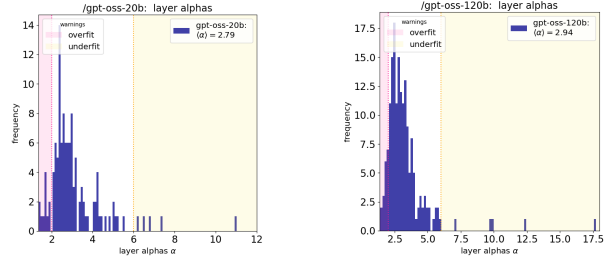 /gpt-oss-20b: layer alphas
warnings
overfit
underfit
gpt-oss-20b:
⟨α⟩ = 2.79
frequency
14
12
10
8
6
4
2
0
2 4 6 8 10 12
layer alphas α
/gpt-oss-120b: layer alphas
warnings
overfit
underfit
gpt-oss-120b:
⟨α⟩ = 2.94
frequency
17.5
15.0
12.5
10.0
7.5
5.0
2.5
0.0
2.5 5.0 7.5 10.0 12.5 15.0 17.5
layer alphas α